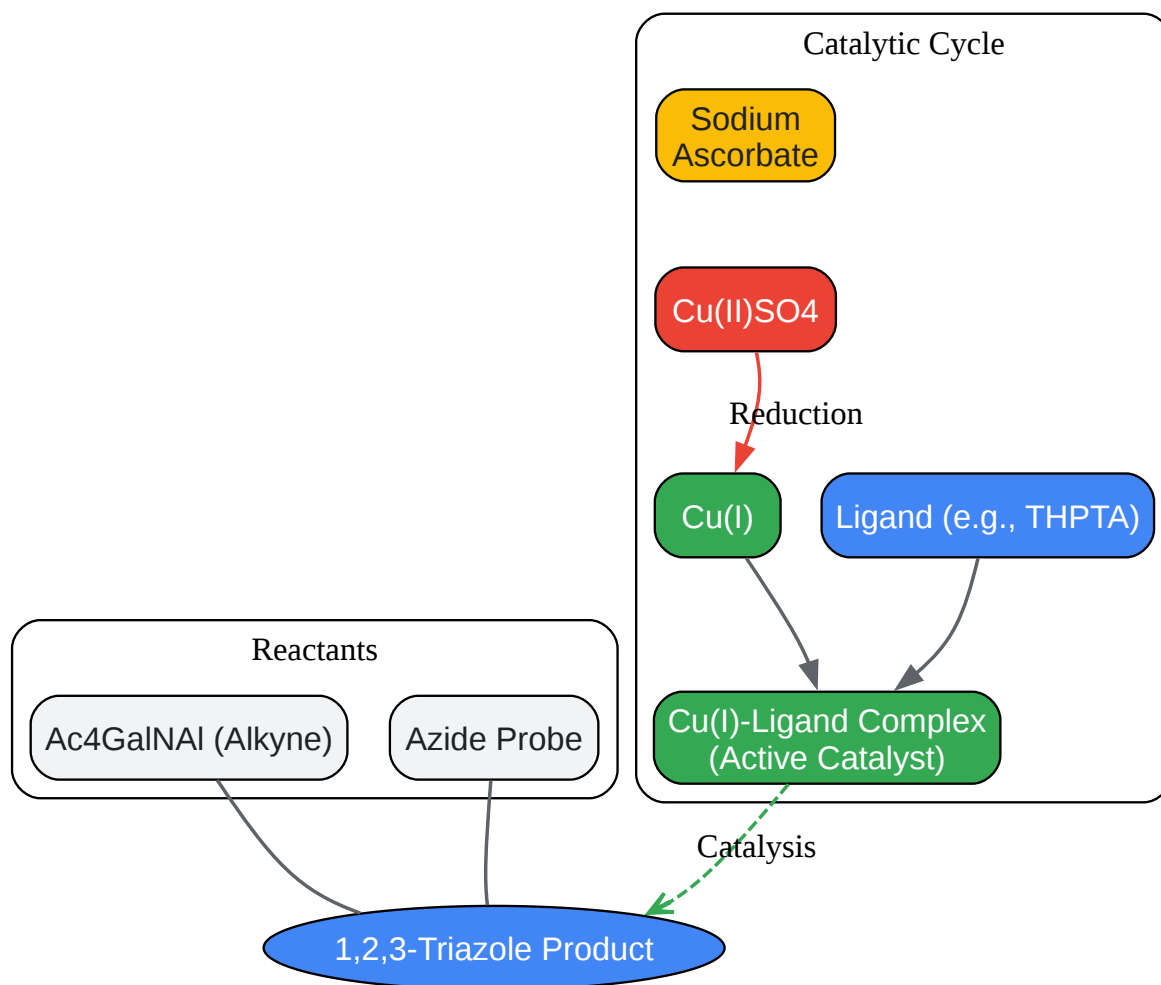 Catalytic Cycle
Sodium
Ascorbate
Cu(II)SO4
Reduction
Cu(I)
Ligand (e.g., THPTA)
Reactants
Ac4GalNAl (Alkyne)
Azide Probe
Cu(I)-Ligand Complex
(Active Catalyst)
Catalysis
1,2,3-Triazole Product